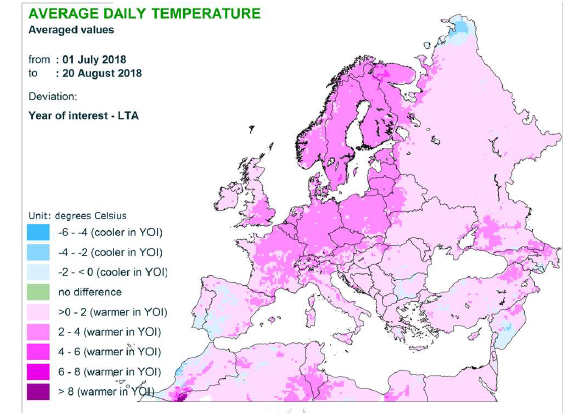 AVERAGE DAILY TEMPERATURE
Averaged values
from : 01 July 2018
to : 20 August 2018
Deviation:
Year of interest - LTA
Unit: degrees Celsius
-6 - -4 (cooler in YOI)
-4 - -2 (cooler in YOI)
-2 - < 0 (cooler in YOI)
no difference
>0 - 2 (warmer in YOI)
2 - 4 (warmer in YOI)
4 - 6 (warmer in YOI)
6 - 8 (warmer in YOI)
> 8 (warmer in YOI)